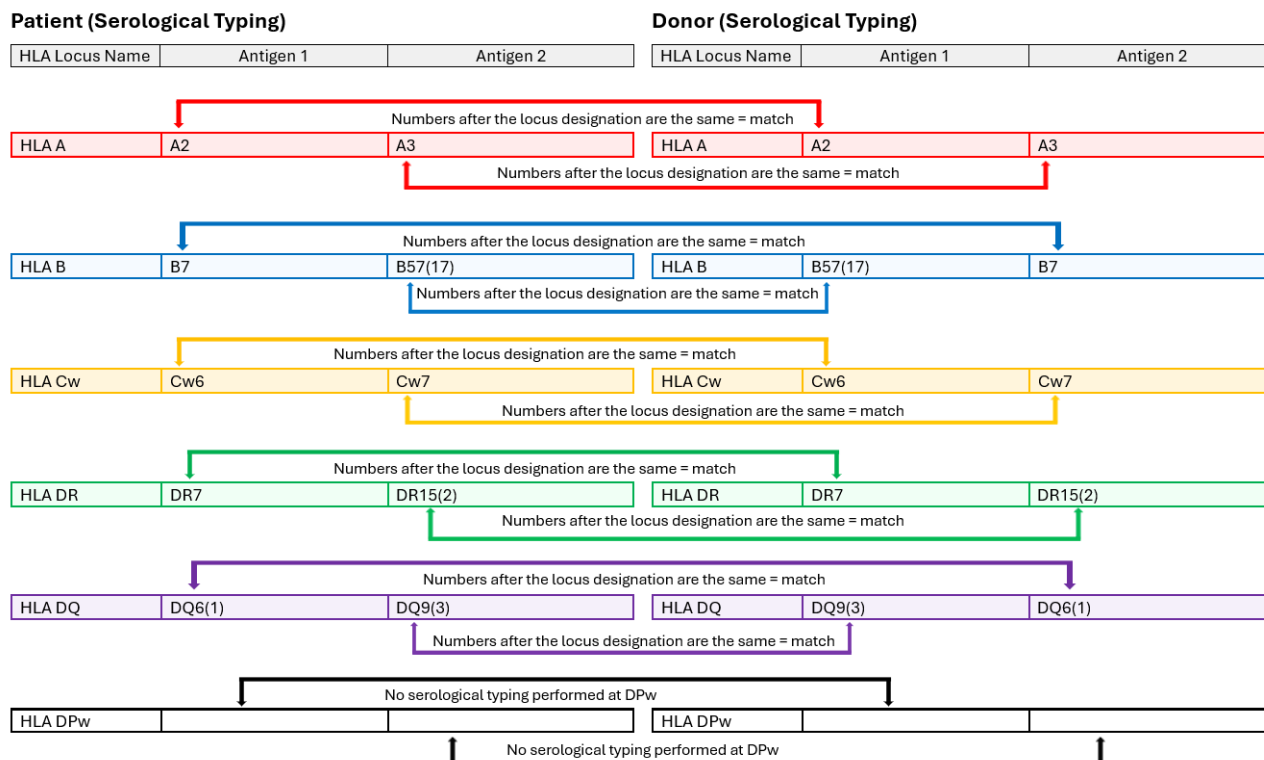 Patient (Serological Typing) Donor (Serological Typing)
HLA Locus Name Antigen 1 Antigen 2 HLA Locus Name Antigen 1 Antigen 2
Numbers after the locus designation are the same = match
HLA A A2 A3 HLA A A2 A3
Numbers after the locus designation are the same = match
Numbers after the locus designation are the same = match
HLA B B7 B57(17) HLA B B57(17) B7
Numbers after the locus designation are the same = match
Numbers after the locus designation are the same = match
HLA Cw Cw6 Cw7 HLA Cw Cw6 Cw7
Numbers after the locus designation are the same = match
Numbers after the locus designation are the same = match
HLA DR DR7 DR15(2) HLA DR DR7 DR15(2)
Numbers after the locus designation are the same = match
Numbers after the locus designation are the same = match
HLA DQ DQ6(1) DQ9(3) HLA DQ DQ9(3) DQ6(1)
Numbers after the locus designation are the same = match
No serological typing performed at DPw
HLA DPw HLA DPw
No serological typing performed at DPw